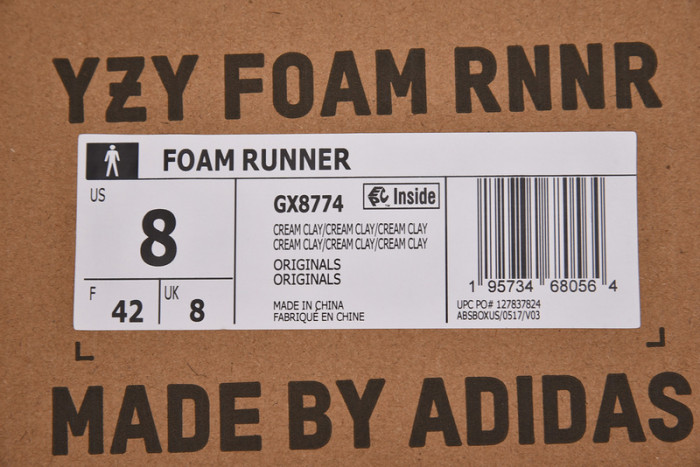 YZY FOAM RNNR
FOAM RUNNER
US
8
F 42
UK 8
GX8774
Inside
CREAM CLAY/CREAM CLAY/CREAM CLAY
CREAM CLAY/CREAM CLAY/CREAM CLAY
ORIGINALS
ORIGINALS
MADE IN CHINA
FABRIQUÉ EN CHINE
1 95734 68056 4
UPC PO# 127837824
ABSBOXUS/0517/V03
MADE BY ADIDAS